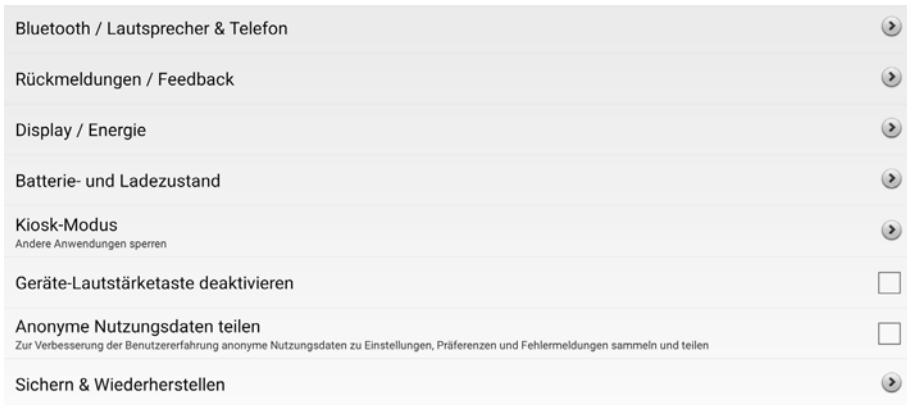 Bluetooth / Lautsprecher & Telefon
Rückmeldungen / Feedback
Display / Energie
Batterie- und Ladezustand
Kiosk-Modus
Andere Anwendungen sperren
Geräte-Lautstärketaste deaktivieren
Anonyme Nutzungsdaten teilen
Zur Verbesserung der Benutzererfahrung anonyme Nutzungsdaten zu Einstellungen, Präferenzen und Fehlermeldungen sammeln und teilen
Sichern & Wiederherstellen